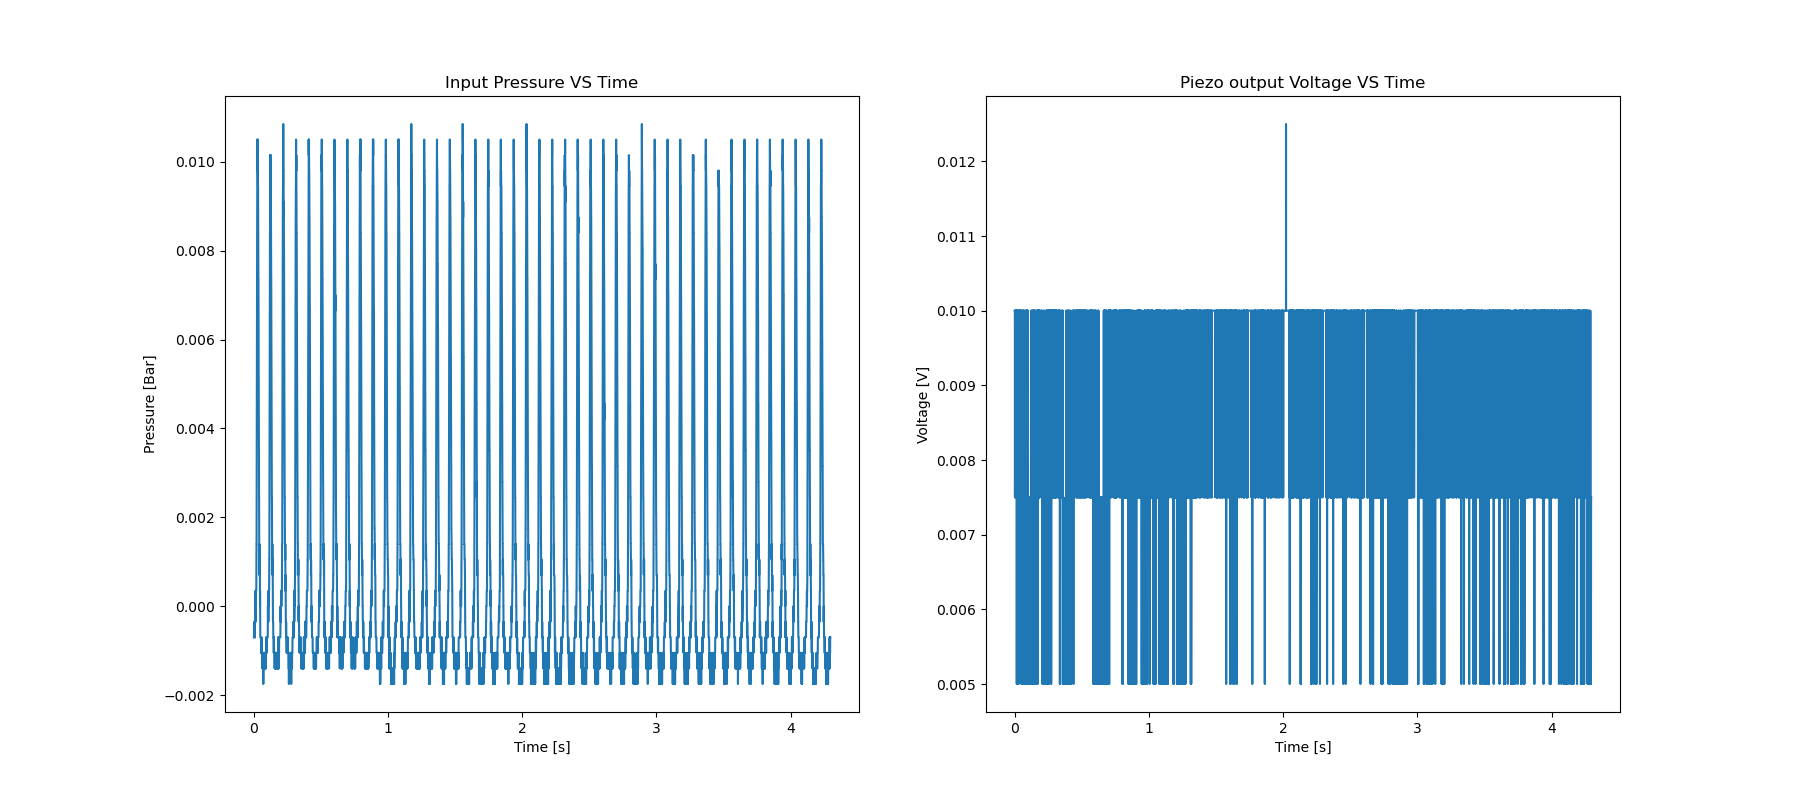 Input Pressure VS Time
Pressure [Bar]
0.010
0.008
0.006
0.004
0.002
0.000
−0.002
0 1 2 3 4
Time [s]
Piezo output Voltage VS Time
Voltage [V]
0.012
0.011
0.010
0.009
0.008
0.007
0.006
0.005
0 1 2 3 4
Time [s]